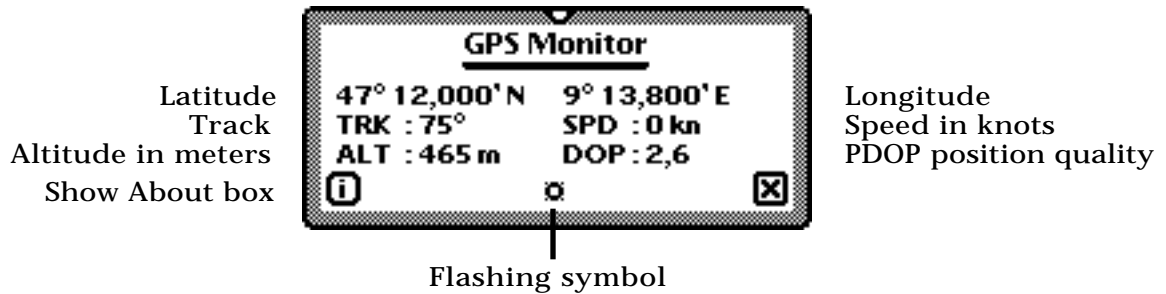 GPS Monitor
Latitude 47° 12,000' N 9° 13,800' E Longitude
Track TRK : 75° SPD : 0 kn Speed in knots
Altitude in meters ALT : 465 m DOP : 2,6 PDOP position quality
Show About box i
Flashing symbol